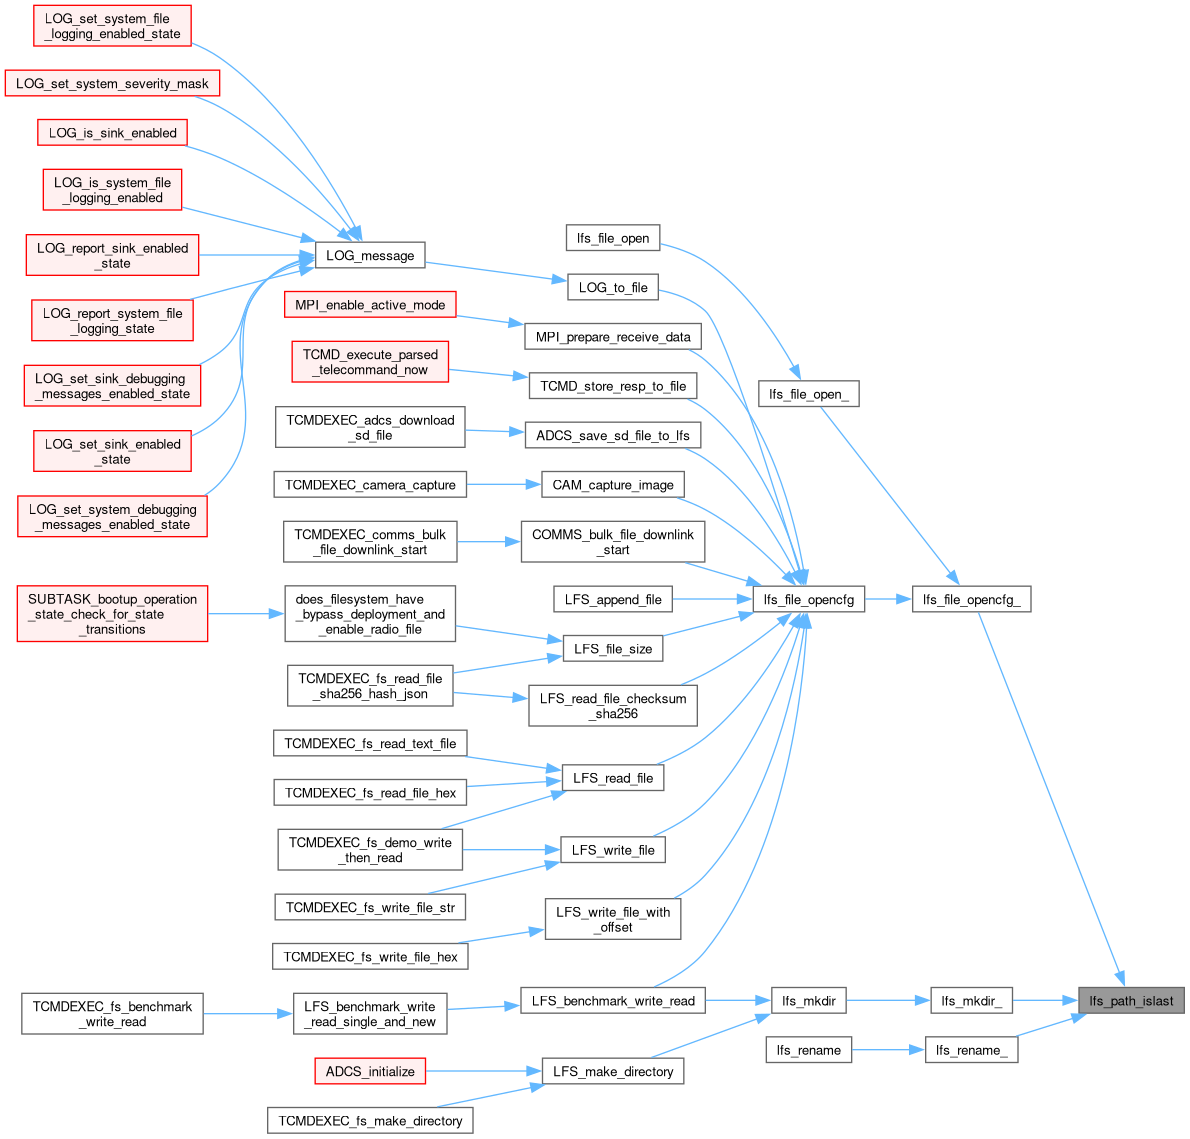 LOG_set_system_file
_logging_enabled_state
LOG_set_system_severity_mask
LOG_is_sink_enabled
LOG_is_system_file
_logging_enabled
LOG_report_sink_enabled
_state
LOG_report_system_file
_logging_state
LOG_set_sink_debugging
_messages_enabled_state
LOG_set_sink_enabled
_state
LOG_set_system_debugging
_messages_enabled_state
SUBTASK_bootup_operation
_state_check_for_state
_transitions
TCMDEXEC_fs_benchmark
_write_read
LOG_message
MPI_enable_active_mode
TCMD_execute_parsed
_telecommand_now
TCMDEXEC_adcs_download
_sd_file
TCMDEXEC_camera_capture
TCMDEXEC_comms_bulk
_file_downlink_start
does_filesystem_have
_bypass_deployment_and
_enable_radio_file
TCMDEXEC_fs_read_file
_sha256_hash_json
TCMDEXEC_fs_read_text_file
TCMDEXEC_fs_read_file_hex
TCMDEXEC_fs_demo_write
_then_read
TCMDEXEC_fs_write_file_str
TCMDEXEC_fs_write_file_hex
LFS_benchmark_write
_read_single_and_new
ADCS_initialize
TCMDEXEC_fs_make_directory
lfs_file_open
LOG_to_file
MPI_prepare_receive_data
TCMD_store_resp_to_file
ADCS_save_sd_file_to_lfs
CAM_capture_image
COMMS_bulk_file_downlink
_start
LFS_append_file
LFS_file_size
LFS_read_file_checksum
_sha256
LFS_read_file
LFS_write_file
LFS_write_file_with
_offset
LFS_benchmark_write_read
LFS_make_directory
lfs_file_open_
lfs_file_opencfg
lfs_mkdir
lfs_rename
lfs_file_opencfg_
lfs_mkdir_
lfs_rename_
lfs_path_islast